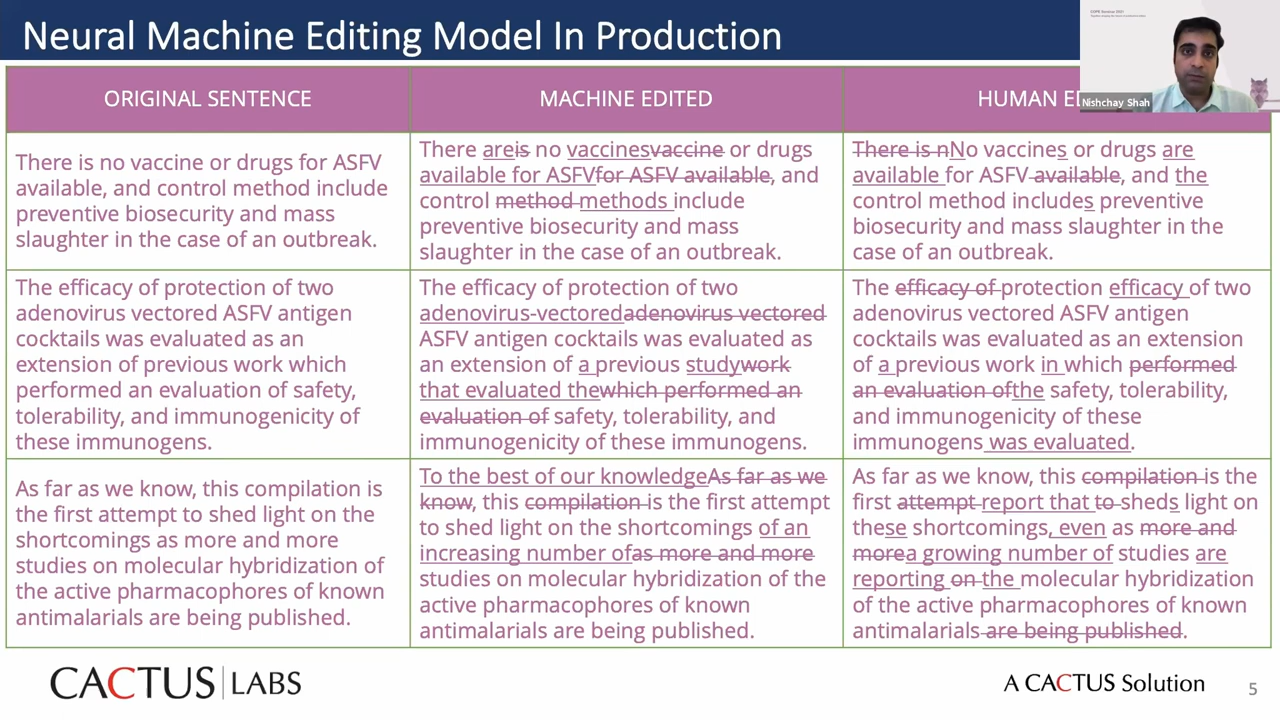 Neural Machine Editing Model In Production
Nishchay Shah
ORIGINAL SENTENCE
MACHINE EDITED
HUMAN
There is no vaccine or drugs for ASFV
available, and control method include
preventive biosecurity and mass
slaughter in the case of an outbreak.
There areis no vaccinesvaccine or drugs
available for ASFVfor ASFV available, and
control method methods include
preventive biosecurity and mass
slaughter in the case of an outbreak.
There is nNo vaccines or drugs are
available for ASFV available, and the
control method includes preventive
biosecurity and mass slaughter in the
case of an outbreak.
The efficacy of protection of two
adenovirus vectored ASFV antigen
cocktails was evaluated as an
extension of previous work which
performed an evaluation of safety,
tolerability, and immunogenicity of
these immunogens.
The efficacy of protection of two
adenovirus-vectoredadenovirus vectored
ASFV antigen cocktails was evaluated as
an extension of a previous studywork
that evaluated thewhich performed an
evaluation of safety, tolerability, and
immunogenicity of these immunogens.
The efficacy of protection efficacy of two
adenovirus vectored ASFV antigen
cocktails was evaluated as an extension
of a previous work in which performed
an evaluation ofthe safety, tolerability,
and immunogenicity of these
immunogens was evaluated.
As far as we know, this compilation is
the first attempt to shed light on the
shortcomings as more and more
studies on molecular hybridization of
the active pharmacophores of known
antimalarials are being published.
To the best of our knowledgeAs far as we
know, this compilation is the first attempt
to shed light on the shortcomings of an
increasing number ofas more and more
studies on molecular hybridization of the
active pharmacophores of known
antimalarials are being published.
As far as we know, this compilation is the
first attempt report that to sheds light on
these shortcomings, even as more and
morea growing number of studies are
reporting on the molecular hybridization
of the active pharmacophores of known
antimalarials are being published.
CACTUS LABS
A CACTUS Solution
5